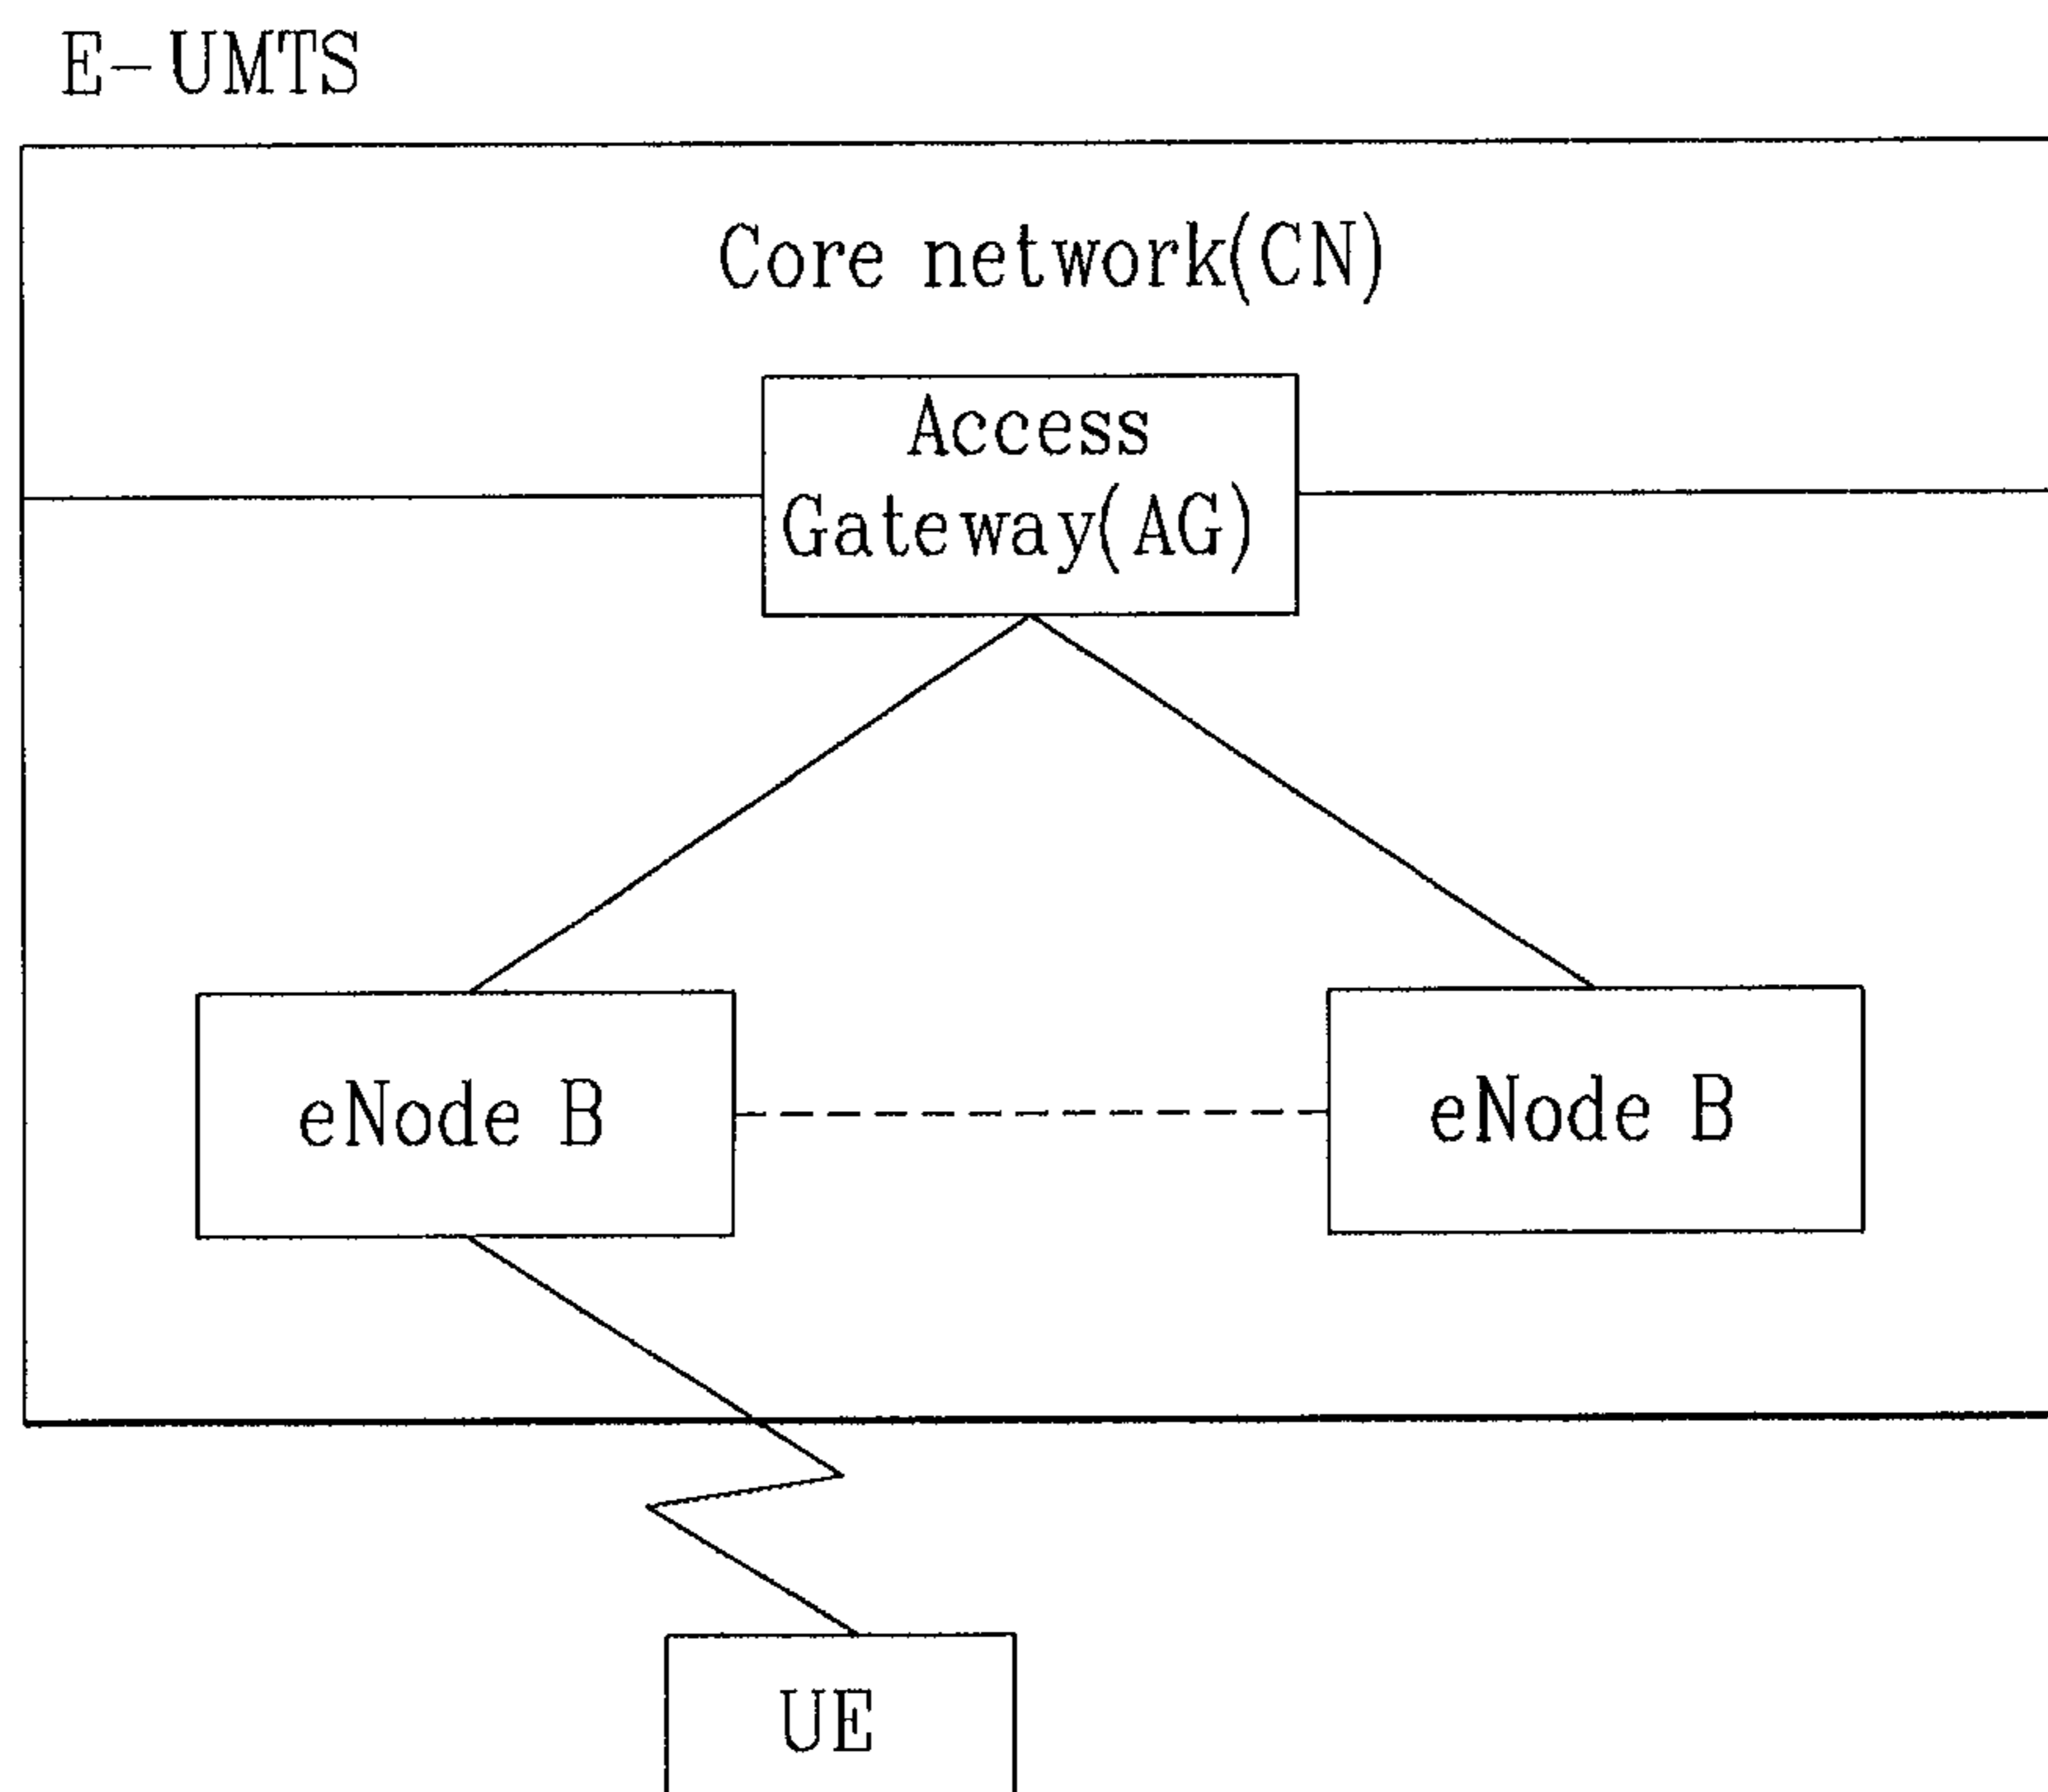 E-UMTS
Core network(CN)
Access
Gateway(AG)
eNode B
eNode B
UE